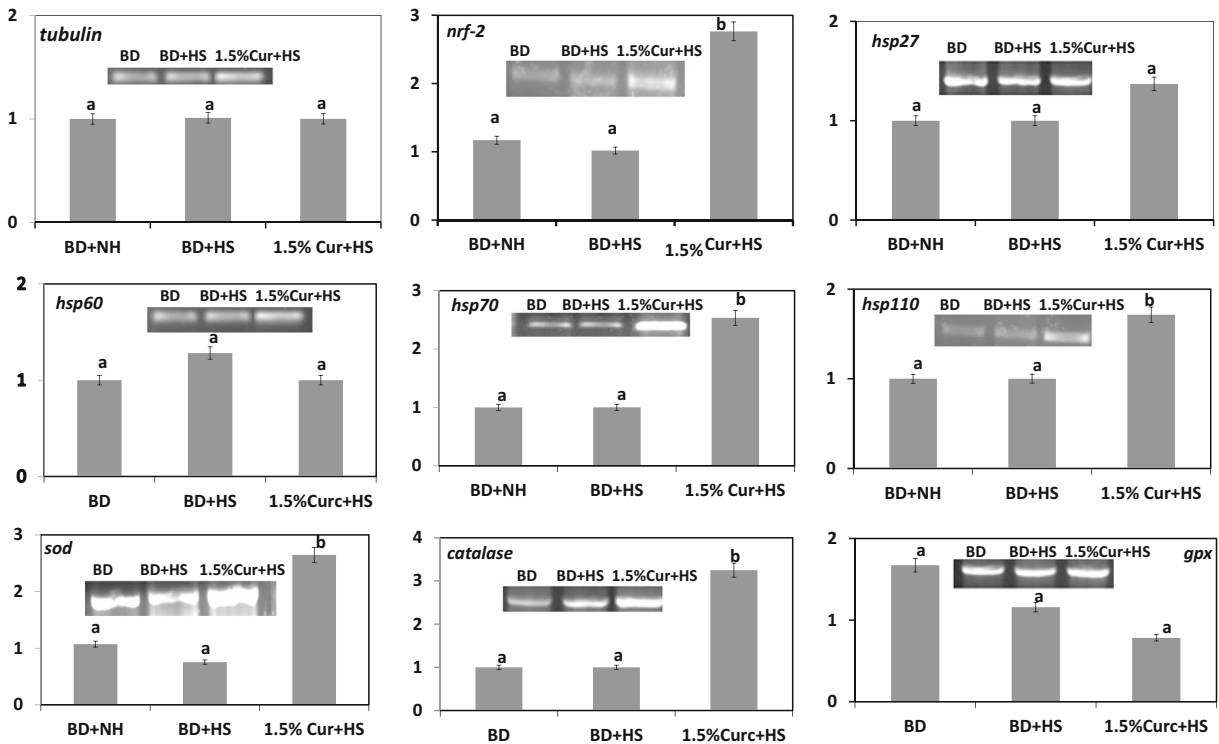 2
1
0
tubulin
BD BD+HS 1.5%Cur+HS
a a a
BD+NH BD+HS 1.5% Cur+HS
3
2
1
0
nrf-2
BD BD+HS 1.5%Cur+HS
a a b
BD+NH BD+HS 1.5% Cur+HS
2
1
0
hsp27
BD BD+HS 1.5%Cur+HS
a a a
BD+NH BD+HS 1.5% Cur+HS
2
1
0
hsp60
BD BD+HS 1.5%Cur+HS
a a a
BD BD+HS 1.5%Curc+HS
3
2
1
0
hsp70
BD BD+HS 1.5%Cur+HS
a a b
BD+NH BD+HS 1.5% Cur+HS
2
1
0
hsp110
BD BD+HS 1.5%Cur+HS
a a b
BD+NH BD+HS 1.5% Cur+HS
3
2
1
0
sod
BD BD+HS 1.5%Cur+HS
a a b
BD+NH BD+HS 1.5% Cur+HS
4
3
2
1
0
catalase
BD BD+HS 1.5%Cur+HS
a a b
BD+NH BD+HS 1.5%Curc+HS
2
1
0
gpx
BD BD+HS 1.5%Cur+HS
a a a
BD BD+HS 1.5%Curc+HS